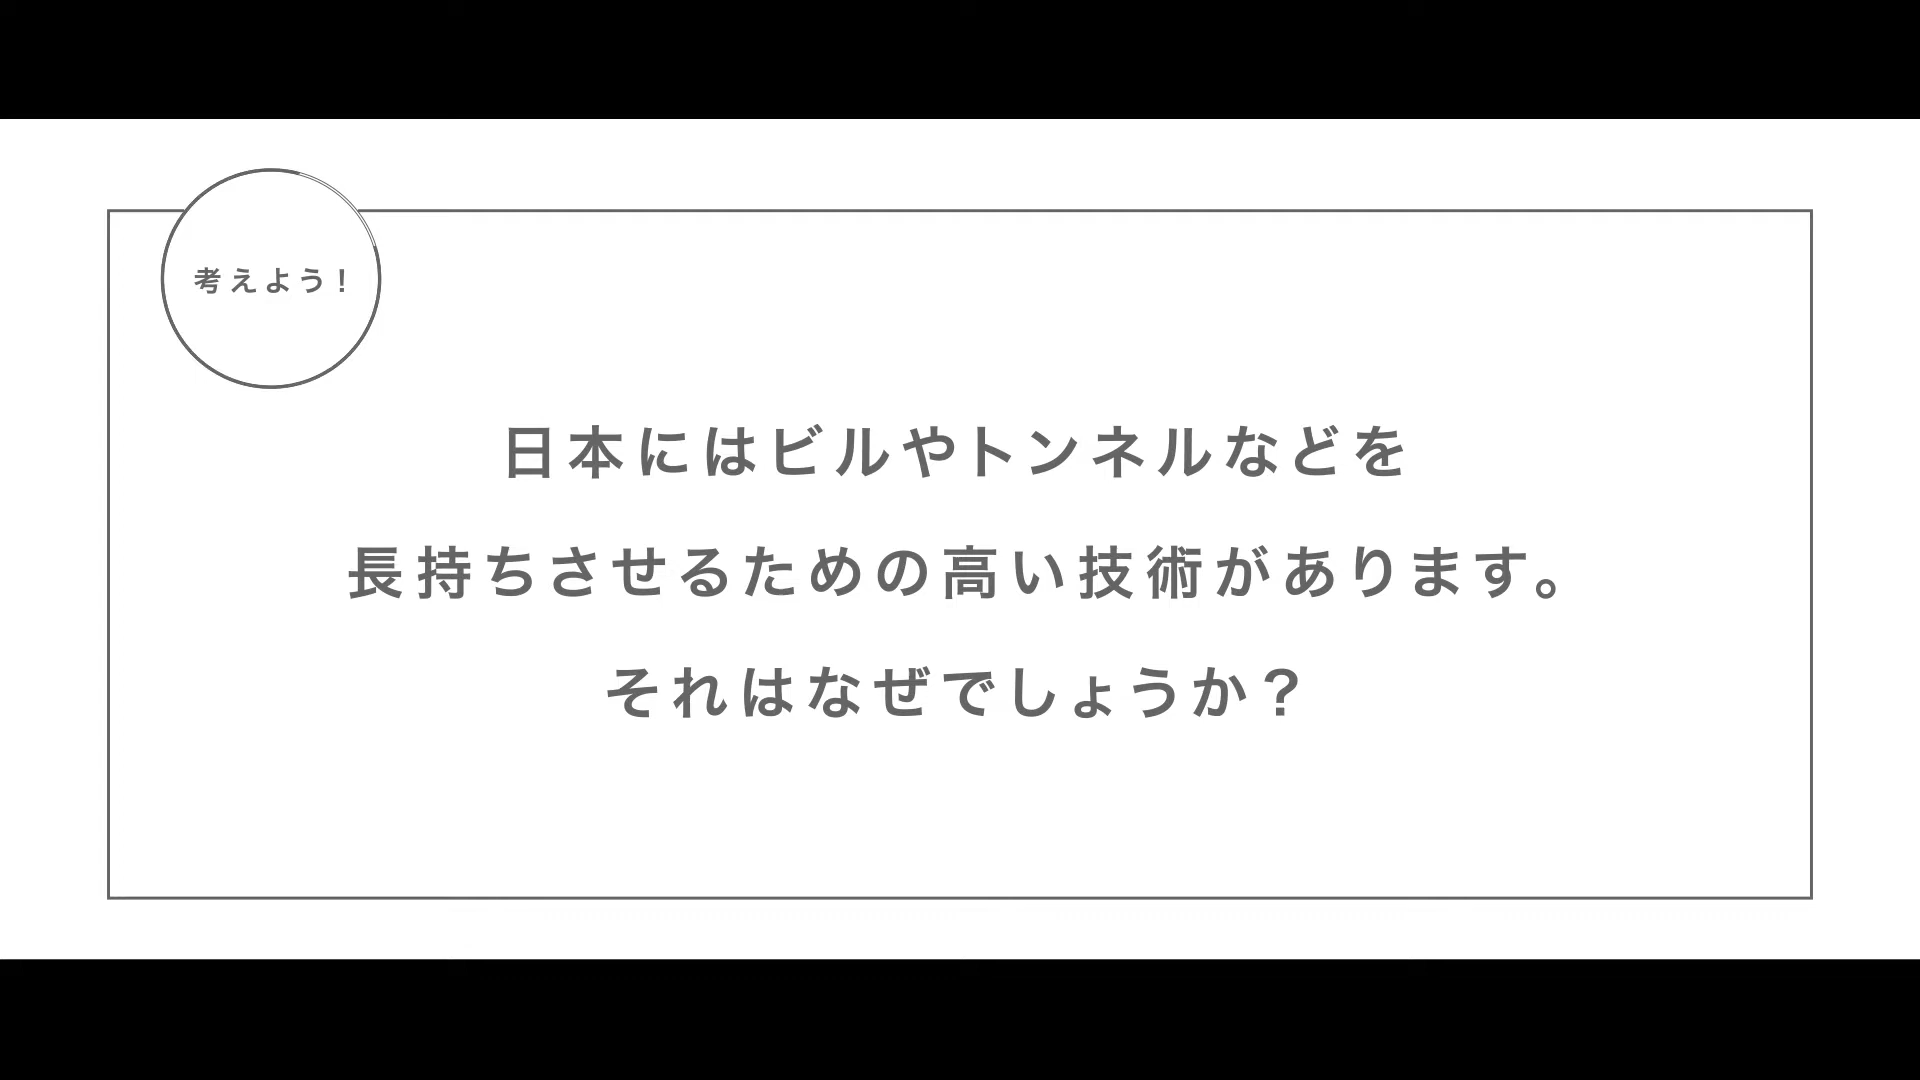 考えよう！
日本にはビルやトンネルなどを
長持ちさせるための高い技術があります。
それはなぜでしょうか？